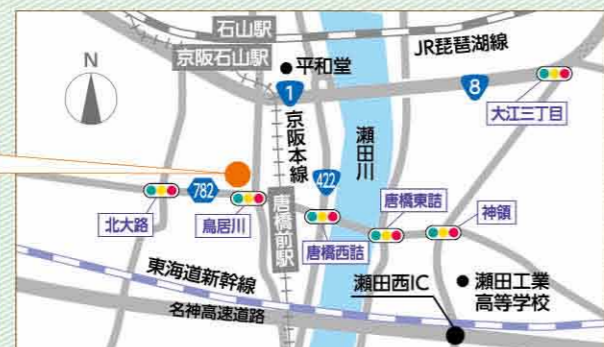 石山駅
京阪石山駅
JR琵琶湖線
平和堂
N
1
8
大江三丁目
京阪本線
瀬田川
422
782
唐橋前駅
北大路
鳥居川
唐橋西詰
唐橋東詰
神領
東海道新幹線
瀬田西IC
瀬田工業
高等学校
名神高速道路